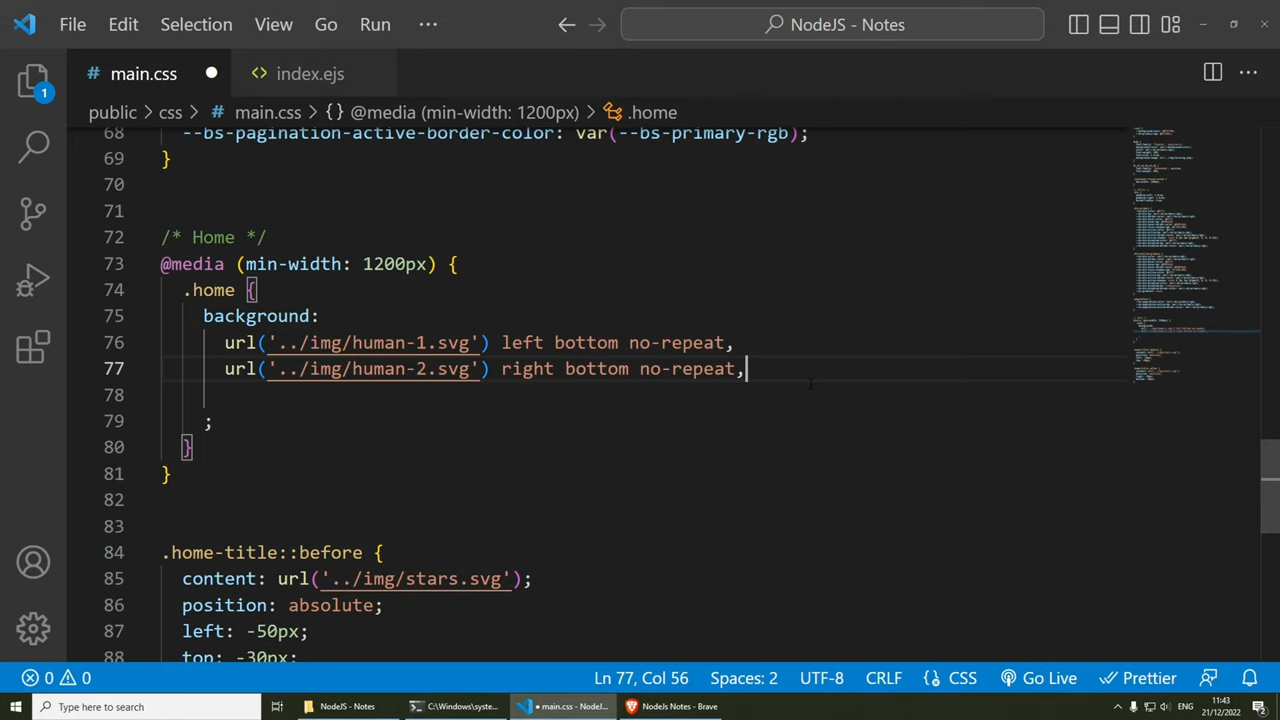 File Edit Selection View Go Run ··· NodeJS - Notes
# main.css index.ejs
public > css > # main.css > {} @media (min-width: 1200px) > .home
68 --bs-pagination-active-border-color: var(--bs-primary-rgb);
69 }
70
71
72 /* Home */
73 @media (min-width: 1200px) {
74 .home {
75 background:
76 url('../img/human-1.svg') left bottom no-repeat,
77 url('../img/human-2.svg') right bottom no-repeat,
78
79 ;
80 }
81 }
82
83
84 .home-title::before {
85 content: url('../img/stars.svg');
86 position: absolute;
87 left: -50px;
88 top: -30px;
1
0 0 Ln 77, Col 56 Spaces: 2 UTF-8 CRLF {} CSS Go Live Prettier
Type here to search NodeJS - Notes C:\Windows\syste... • main.css - NodeJ... NodeJs Notes - Brave ENG 11:43
21/12/2022 2